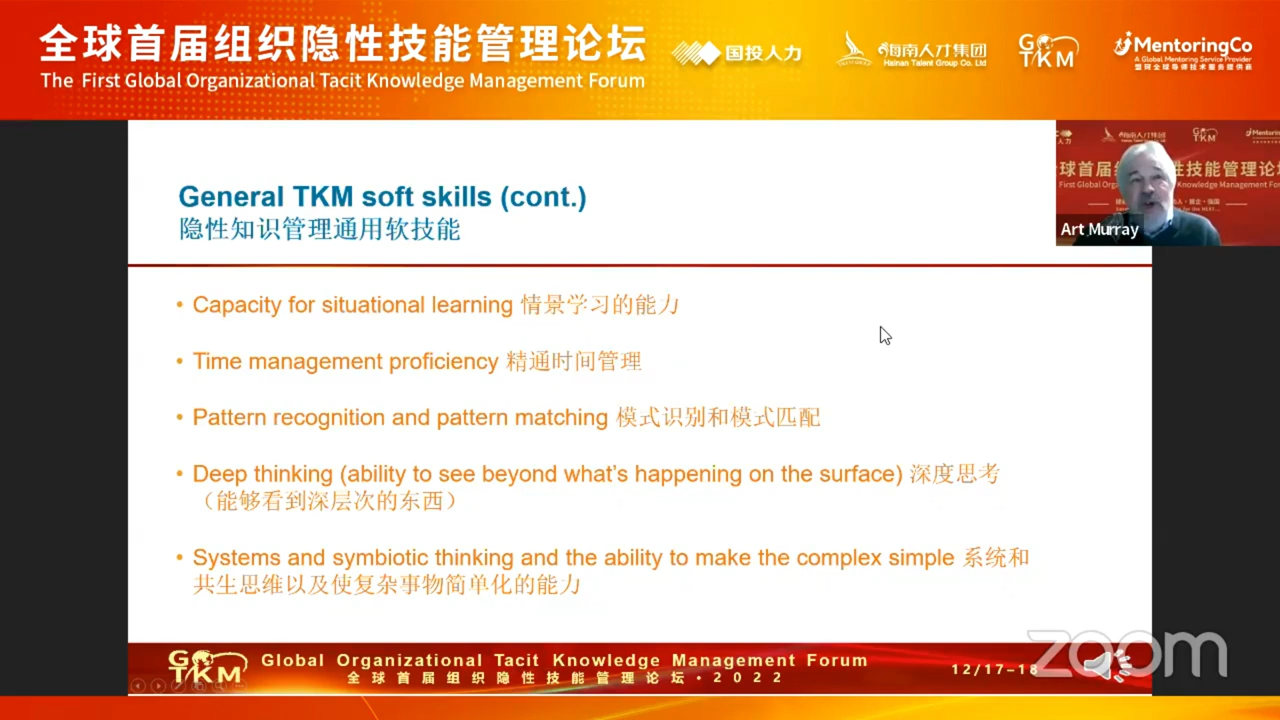 全球首届组织隐性技能管理论坛
The First Global Organizational Tacit Knowledge Management Forum
国投人力
海南人才集团
Hainan Talent Group Co. Ltd
GTKM
MentoringCo
A Global Mentoring Service Provider
General TKM soft skills (cont.)
隐性知识管理通用软技能
Art Murray
• Capacity for situational learning 情景学习的能力
• Time management proficiency 精通时间管理
• Pattern recognition and pattern matching 模式识别和模式匹配
• Deep thinking (ability to see beyond what's happening on the surface) 深度思考
（能够看到深层次的东西）
• Systems and symbiotic thinking and the ability to make the complex simple 系统和
共生思维以及使复杂事物简单化的能力
GTKM
Global Organizational Tacit Knowledge Management Forum
全球首届组织隐性技能管理论坛·2022
12/17-18
zoom